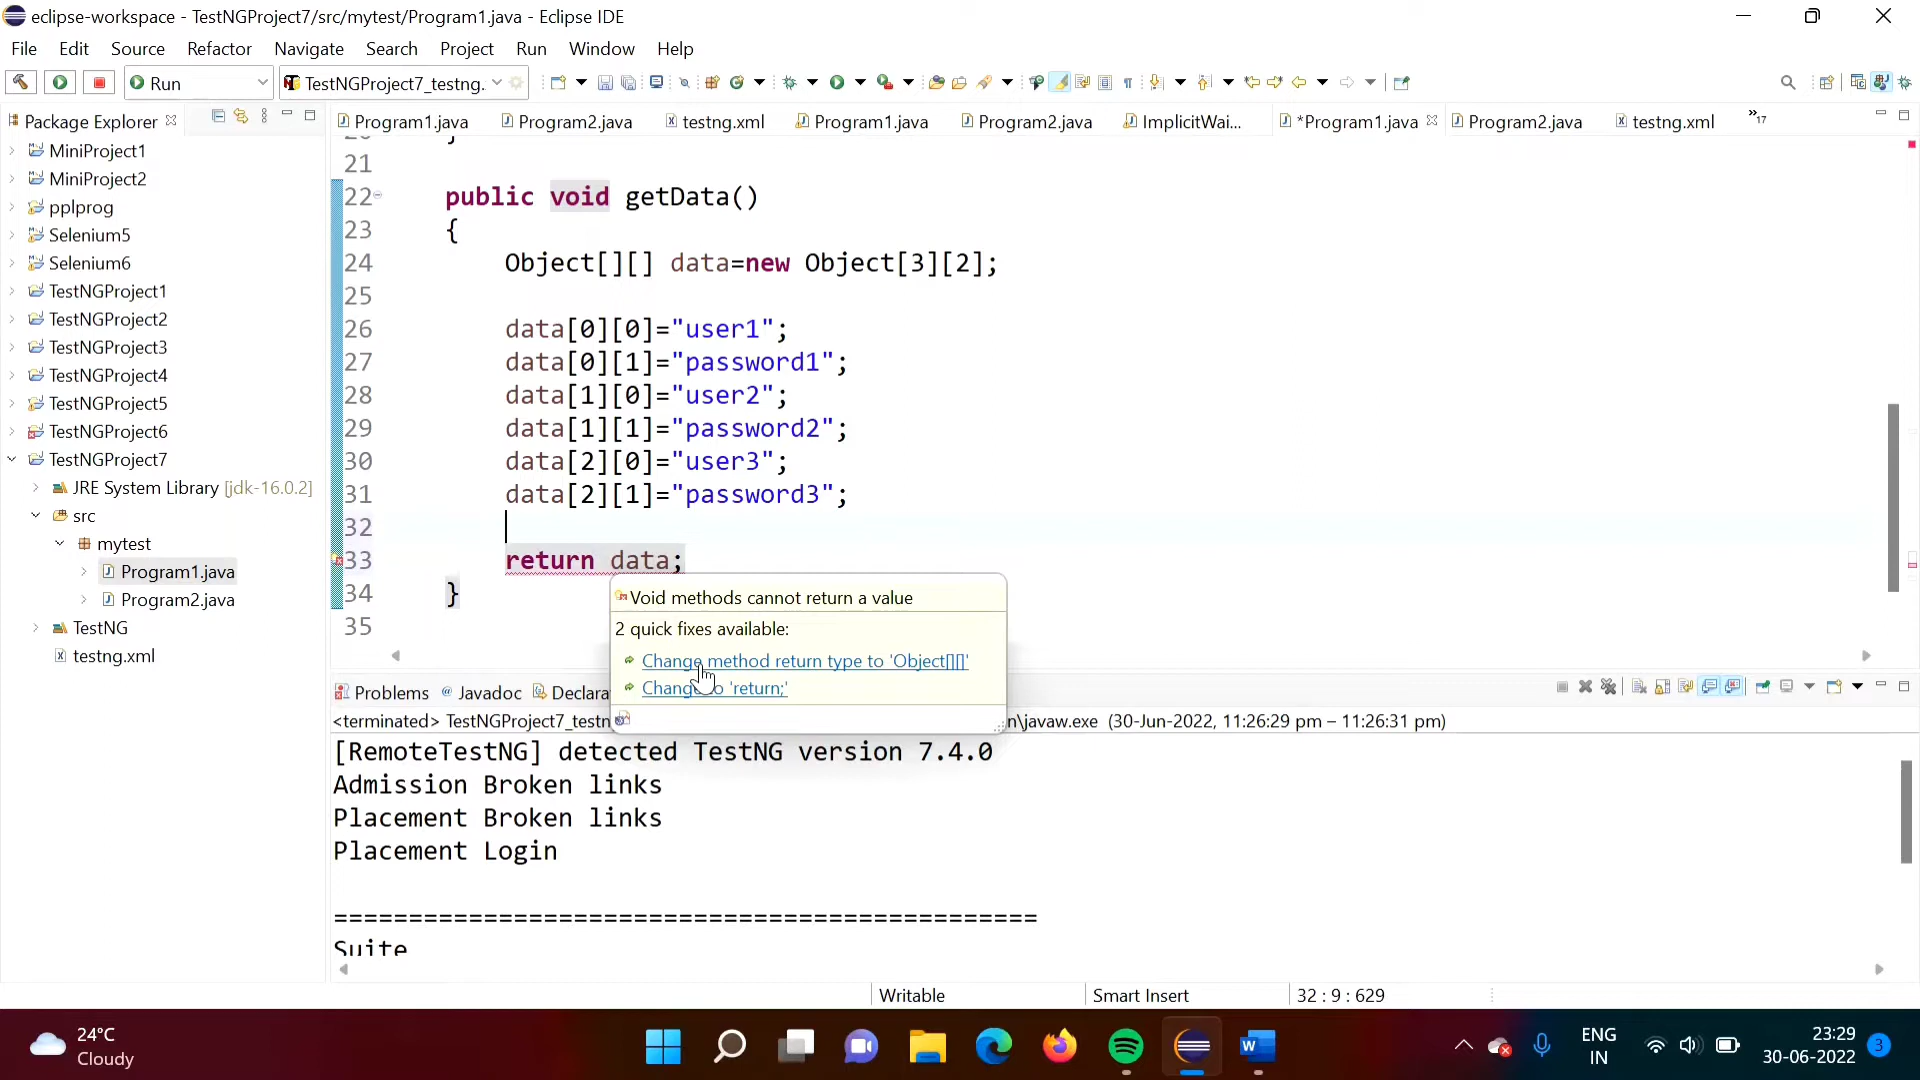 eclipse-workspace - TestNGProject7/src/mytest/Program1.java - Eclipse IDE
File Edit Source Refactor Navigate Search Project Run Window Help
Run TestNGProject7_testng.
Package Explorer
MiniProject1
MiniProject2
pplprog
Selenium5
Selenium6
TestNGProject1
TestNGProject2
TestNGProject3
TestNGProject4
TestNGProject5
TestNGProject6
TestNGProject7
JRE System Library [jdk-16.0.2]
src
mytest
Program1.java
Program2.java
TestNG
testng.xml
Program1.java Program2.java testng.xml Program1.java Program2.java ImplicitWai... *Program1.java Program2.java testng.xml »17
21
22 public void getData()
23 {
24 Object[][] data=new Object[3][2];
25
26 data[0][0]="user1";
27 data[0][1]="password1";
28 data[1][0]="user2";
29 data[1][1]="password2";
30 data[2][0]="user3";
31 data[2][1]="password3";
32
33 return data;
34 }
35
Void methods cannot return a value
2 quick fixes available:
Change method return type to 'Object[][]'
Change to 'return;'
Problems Javadoc Declara
<terminated> TestNGProject7_testn n\javaw.exe (30-Jun-2022, 11:26:29 pm – 11:26:31 pm)
[RemoteTestNG] detected TestNG version 7.4.0
Admission Broken links
Placement Broken links
Placement Login
===============================================
Suite
Writable Smart Insert 32 : 9 : 629
24°C
Cloudy
ENG
IN
23:29
30-06-2022
3